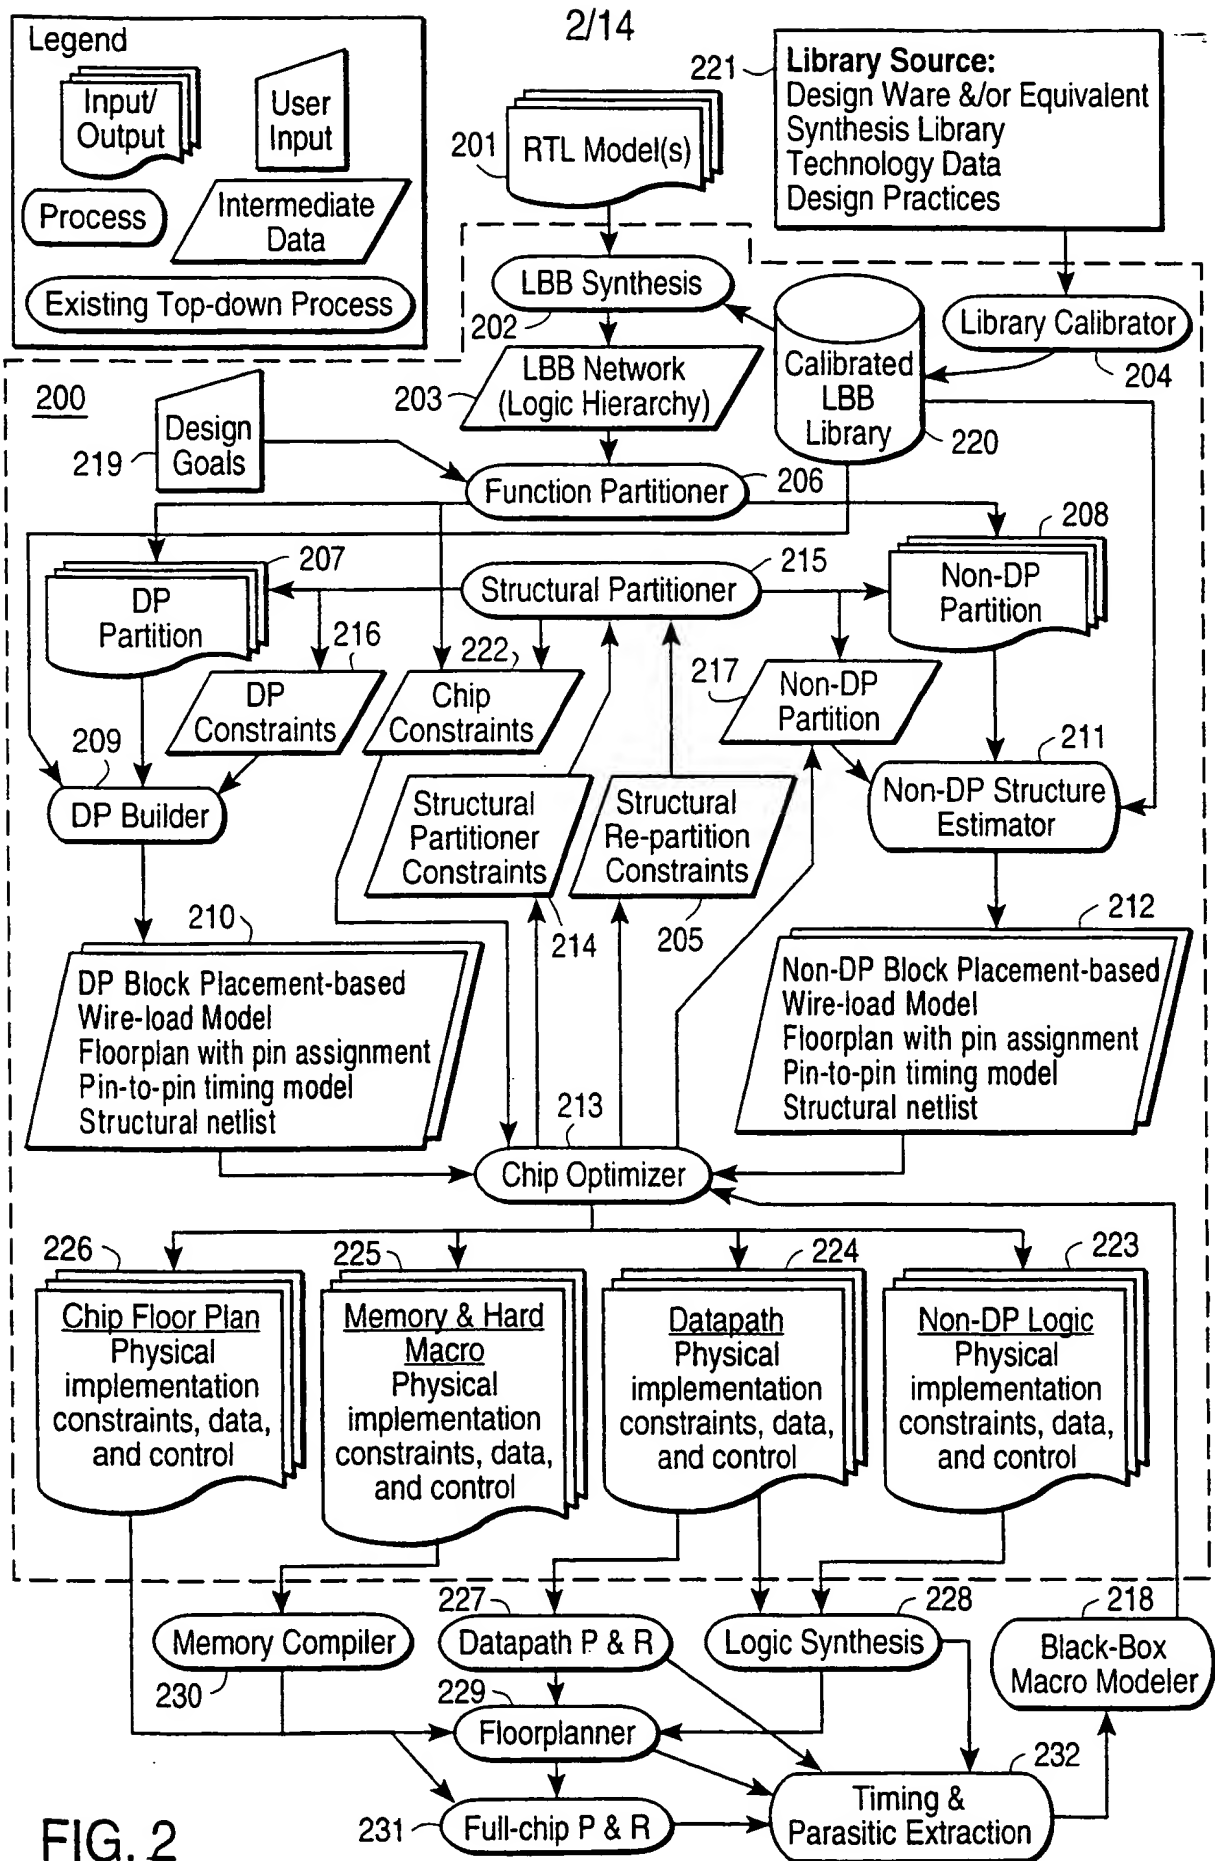 2/14
Legend
Input/
Output
User
Input
Process
Intermediate
Data
Existing Top-down Process
221
Library Source:
Design Ware &/or Equivalent
Synthesis Library
Technology Data
Design Practices
201
RTL Model(s)
LBB Synthesis
202
Library Calibrator
204
Calibrated
LBB
Library
220
LBB Network
(Logic Hierarchy)
203
200
Design
Goals
219
Function Partitioner
206
207
DP
Partition
Structural Partitioner
215
208
Non-DP
Partition
216
DP
Constraints
222
Chip
Constraints
217
Non-DP
Partition
209
DP Builder
Structural
Partitioner
Constraints
214
Structural
Re-partition
Constraints
205
211
Non-DP Structure
Estimator
210
DP Block Placement-based
Wire-load Model
Floorplan with pin assignment
Pin-to-pin timing model
Structural netlist
212
Non-DP Block Placement-based
Wire-load Model
Floorplan with pin assignment
Pin-to-pin timing model
Structural netlist
213
Chip Optimizer
226
Chip Floor Plan
Physical
implementation
constraints, data,
and control
225
Memory & Hard
Macro
Physical
implementation
constraints, data,
and control
224
Datapath
Physical
implementation
constraints, data,
and control
223
Non-DP Logic
Physical
implementation
constraints, data,
and control
Memory Compiler
230
227
Datapath P & R
228
Logic Synthesis
218
Black-Box
Macro Modeler
229
Floorplanner
231
Full-chip P & R
232
Timing &
Parasitic Extraction
FIG. 2